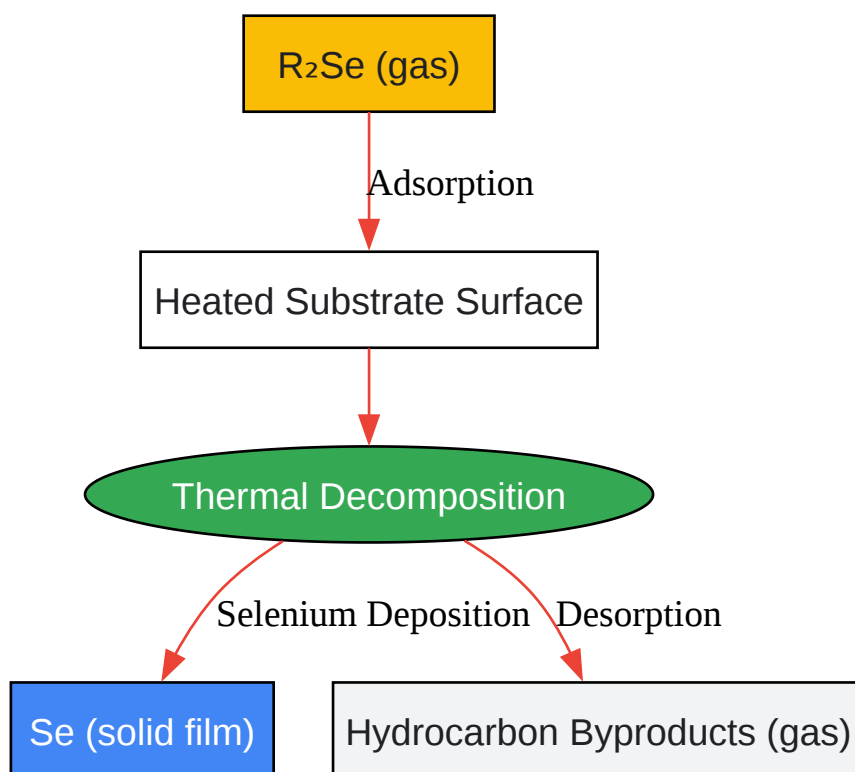 R₂Se (gas)
Adsorption
Heated Substrate Surface
Thermal Decomposition
Selenium Deposition
Desorption
Se (solid film)
Hydrocarbon Byproducts (gas)